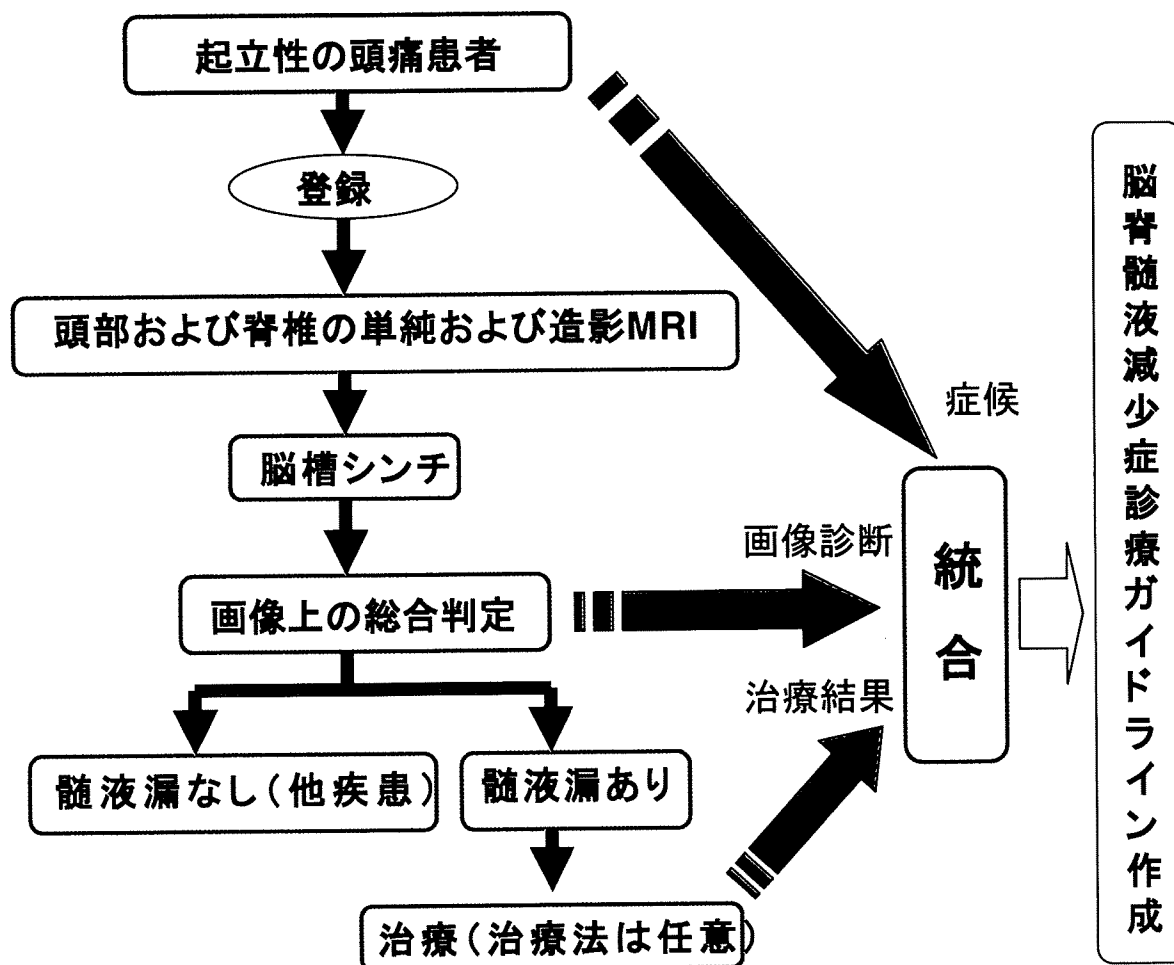 起立性の頭痛患者
登録
頭部および脊椎の単純および造影MRI
脳槽シンチ
画像上の総合判定
髄液漏なし(他疾患)
髄液漏あり
治療(治療法は任意)
症候
画像診断
治療結果
統合
脳脊髄液減少症診療ガイドライン作成